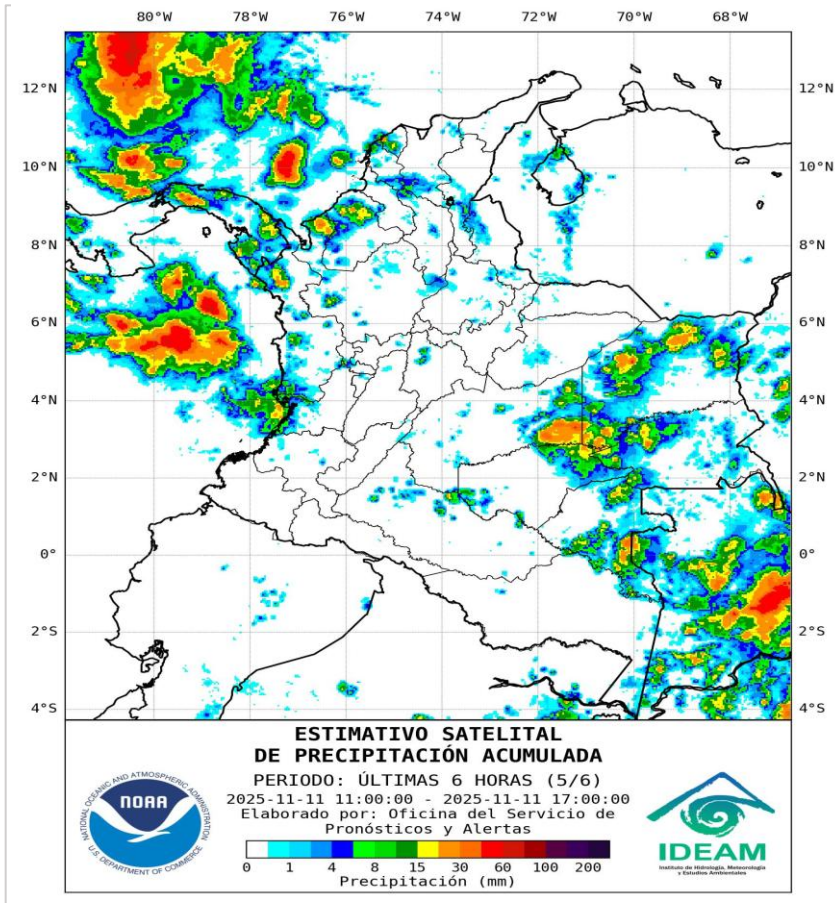 80°W 78°W 76°W 74°W 72°W 70°W 68°W
12°N 12°N
10°N 10°N
8°N 8°N
6°N 6°N
4°N 4°N
2°N 2°N
0° 0°
2°S 2°S
4°S 4°S
ESTIMATIVO SATELITAL
DE PRECIPITACIÓN ACUMULADA
PERIODO: ÚLTIMAS 6 HORAS (5/6)
2025-11-11 11:00:00 - 2025-11-11 17:00:00
Elaborado por: Oficina del Servicio de
Pronósticos y Alertas
0 1 4 8 15 30 60 100 200
Precipitación (mm)
NATIONAL OCEANIC AND ATMOSPHERIC ADMINISTRATION
NOAA
U.S. DEPARTMENT OF COMMERCE
IDEAM
Instituto de Hidrología, Meteorología
y Estudios Ambientales